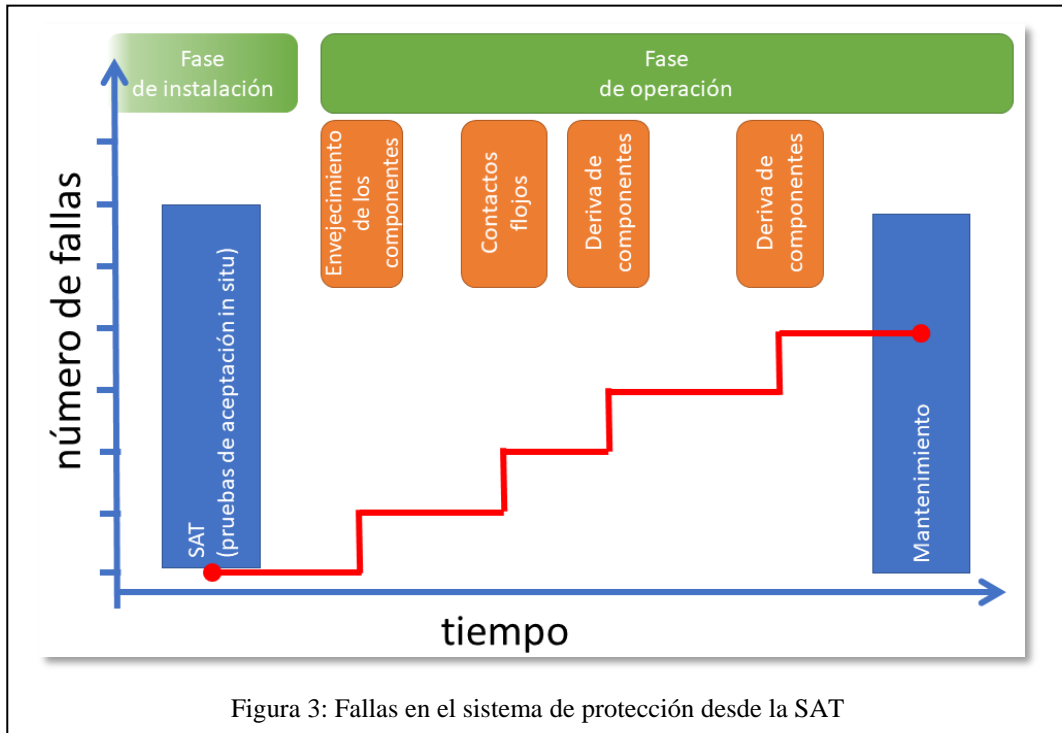 Fase
de instalación
Fase
de operación
Envejecimiento
de los
componentes
Contactos
flojos
Deriva de
componentes
Deriva de
componentes
número de fallas
SAT
(pruebas de aceptación in situ)
Mantenimiento
tiempo
Figura 3: Fallas en el sistema de protección desde la SAT